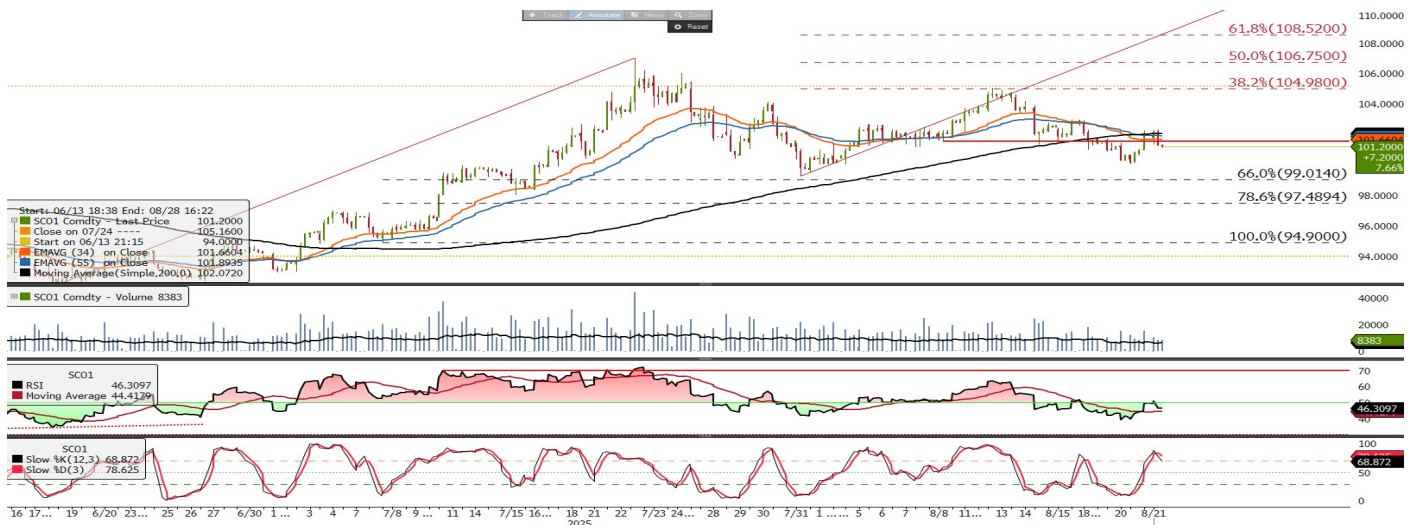 Track Annotate News Zoom
Reset
110.0000
61.8%(108.5200)
108.0000
50.0%(106.7500)
106.0000
38.2%(104.9800)
104.0000
101.6604
101.2000
+7.2000
7.66%
66.0%(99.0140)
98.0000
78.6%(97.4894)
96.0000
100.0%(94.9000)
94.0000
Start: 06/13 18:38 End: 08/28 16:22
SCO1 Comdty - Last Price 101.2000
Close on 07/24 ---- 105.1600
Start on 06/13 21:15 94.0000
EMAVG (34) on Close 101.6604
EMAVG (55) on Close 101.8935
Moving Average(Simple,200,0) 102.0720
SCO1 Comdty - Volume 8383
40000
20000
8383
0
SCO1
RSI 46.3097
Moving Average 44.4179
70
60
46.3097
40
SCO1
Slow %K(12,3) 68.872
Slow %D(3) 78.625
100
68.872
50
0
16 17... 19 6/20 23... 25 26 27 6/30 1 ... 3 4 7/8 9 ... 11 14 7/15 16... 18 21 22 7/23 24... 28 29 30 7/31 1 ... 5 6 7 8/8 11... 13 14 8/15 18... 20 8/21
2025